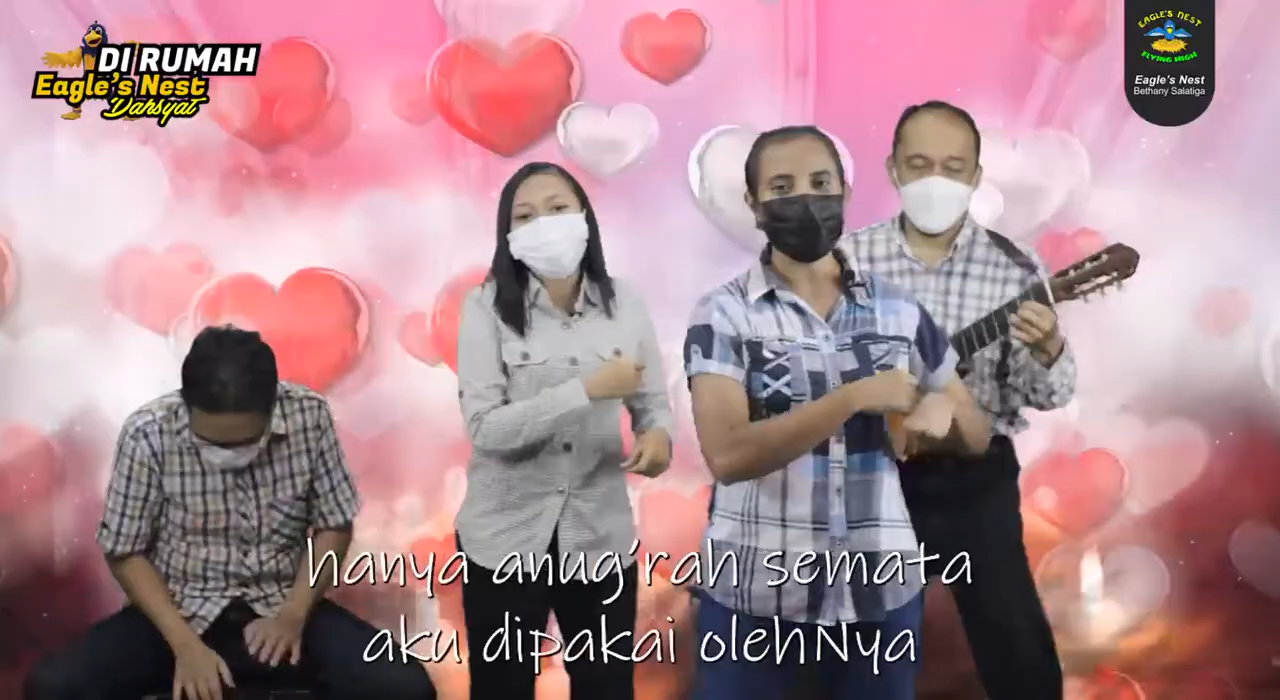 DI RUMAH
Eagle's Nest
Dahsyat
EAGLE'S NEST
FLYING HIGH
Eagle's Nest
Bethany Salatiga
hanya anug'rah semata
aku dipakai olehNya